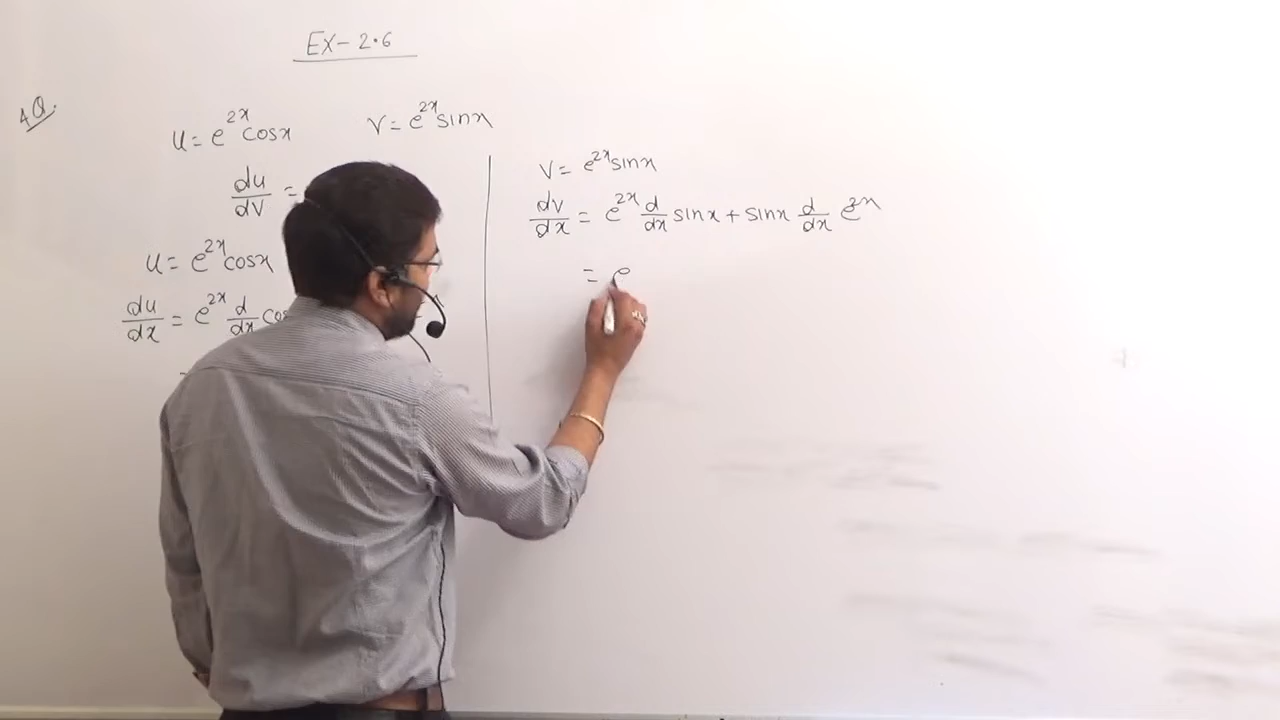 EX-2.6
4Q.
u = e^{2x} cosx    v = e^{2x} sinx
du/dv =
u = e^{2x} cosx
du/dx = e^{2x} d/dx cos
v = e^{2x} sinx
dv/dx = e^{2x} d/dx sinx + sinx d/dx e^{2x}
= e